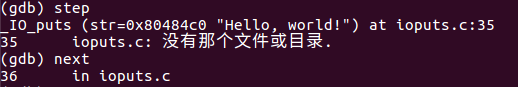 (gdb) step
_IO_puts (str=0x80484c0 "Hello, world!") at ioputs.c:35
35 ioputs.c: 没有那个文件或目录.
(gdb) next
36 in ioputs.c